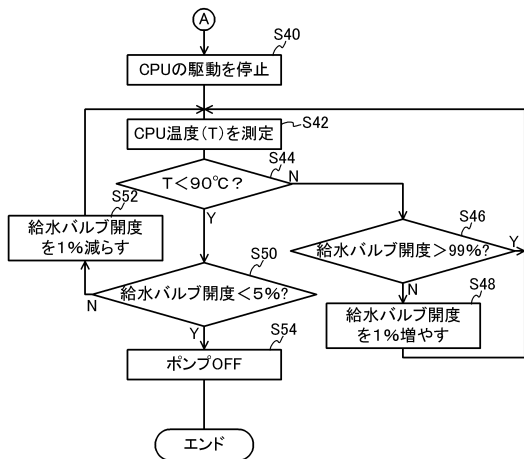 A
S40
CPUの駆動を停止
S42
CPU温度(T)を測定
S44
T<90℃?
N
Y
S52
給水バルブ開度
を1%減らす
S46
給水バルブ開度>99%?
Y
N
S50
給水バルブ開度<5%?
N
Y
S48
給水バルブ開度
を1%増やす
S54
ポンプOFF
エンド